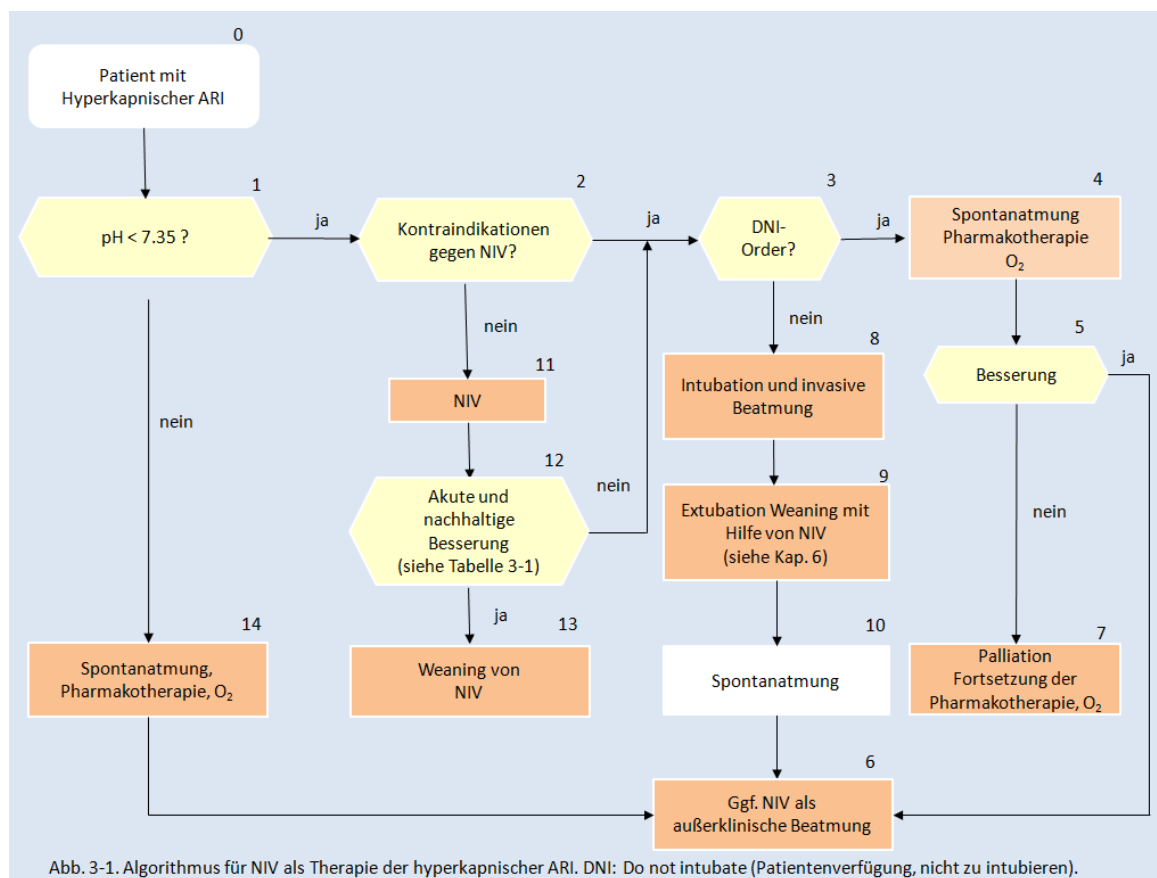 0
Patient mit
Hyperkapnischer ARI
1
pH < 7.35 ?
ja
2
Kontraindikationen
gegen NIV?
ja
3
DNI-
Order?
ja
4
Spontanatmung
Pharmakotherapie
O₂
nein
nein
nein
5
Besserung
ja
8
Intubation und invasive
Beatmung
11
NIV
12
Akute und
nachhaltige
Besserung
(siehe Tabelle 3-1)
nein
9
Extubation Weaning mit
Hilfe von NIV
(siehe Kap. 6)
nein
ja
14
Spontanatmung,
Pharmakotherapie, O₂
13
Weaning von
NIV
10
Spontanatmung
7
Palliation
Fortsetzung der
Pharmakotherapie, O₂
6
Ggf. NIV als
außerklinische Beatmung
Abb. 3-1. Algorithmus für NIV als Therapie der hyperkapnischer ARI. DNI: Do not intubate (Patientenverfügung, nicht zu intubieren).